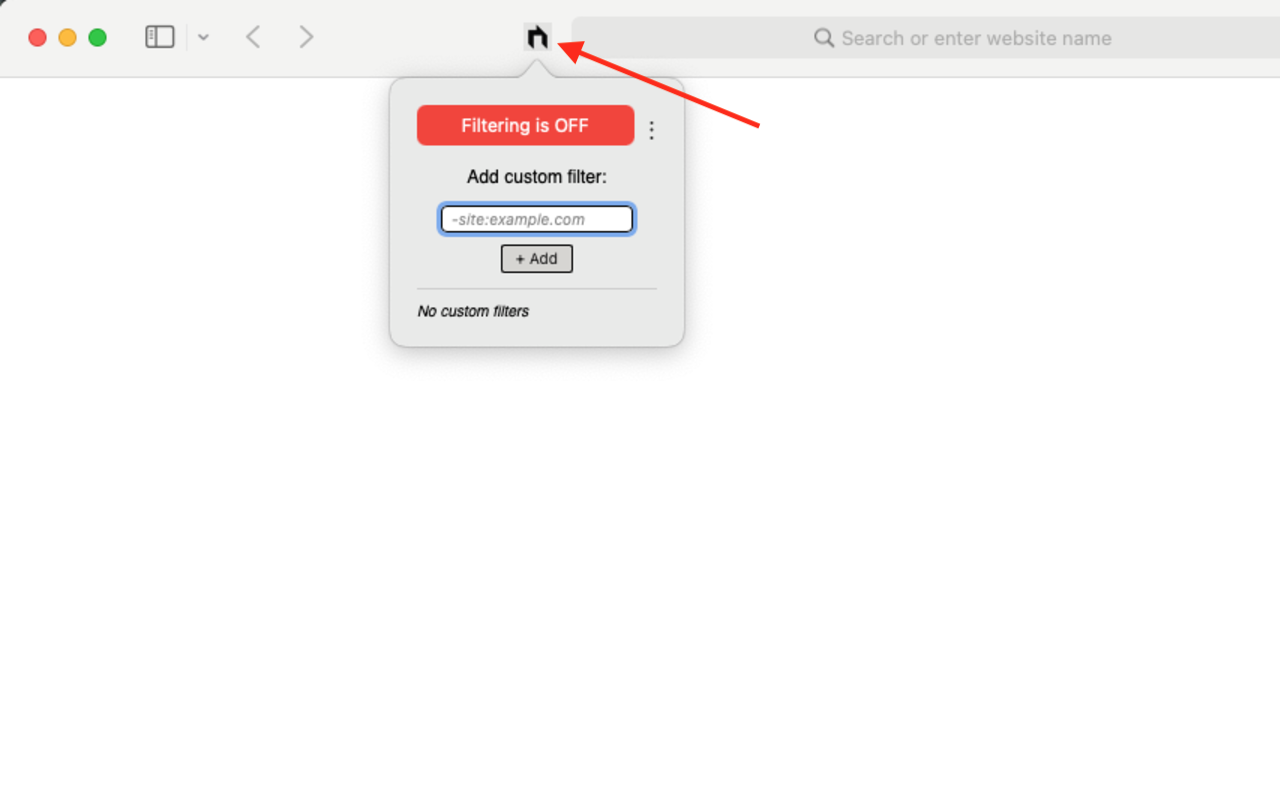 Search or enter website name
Filtering is OFF
Add custom filter:
-site:example.com
+ Add
No custom filters